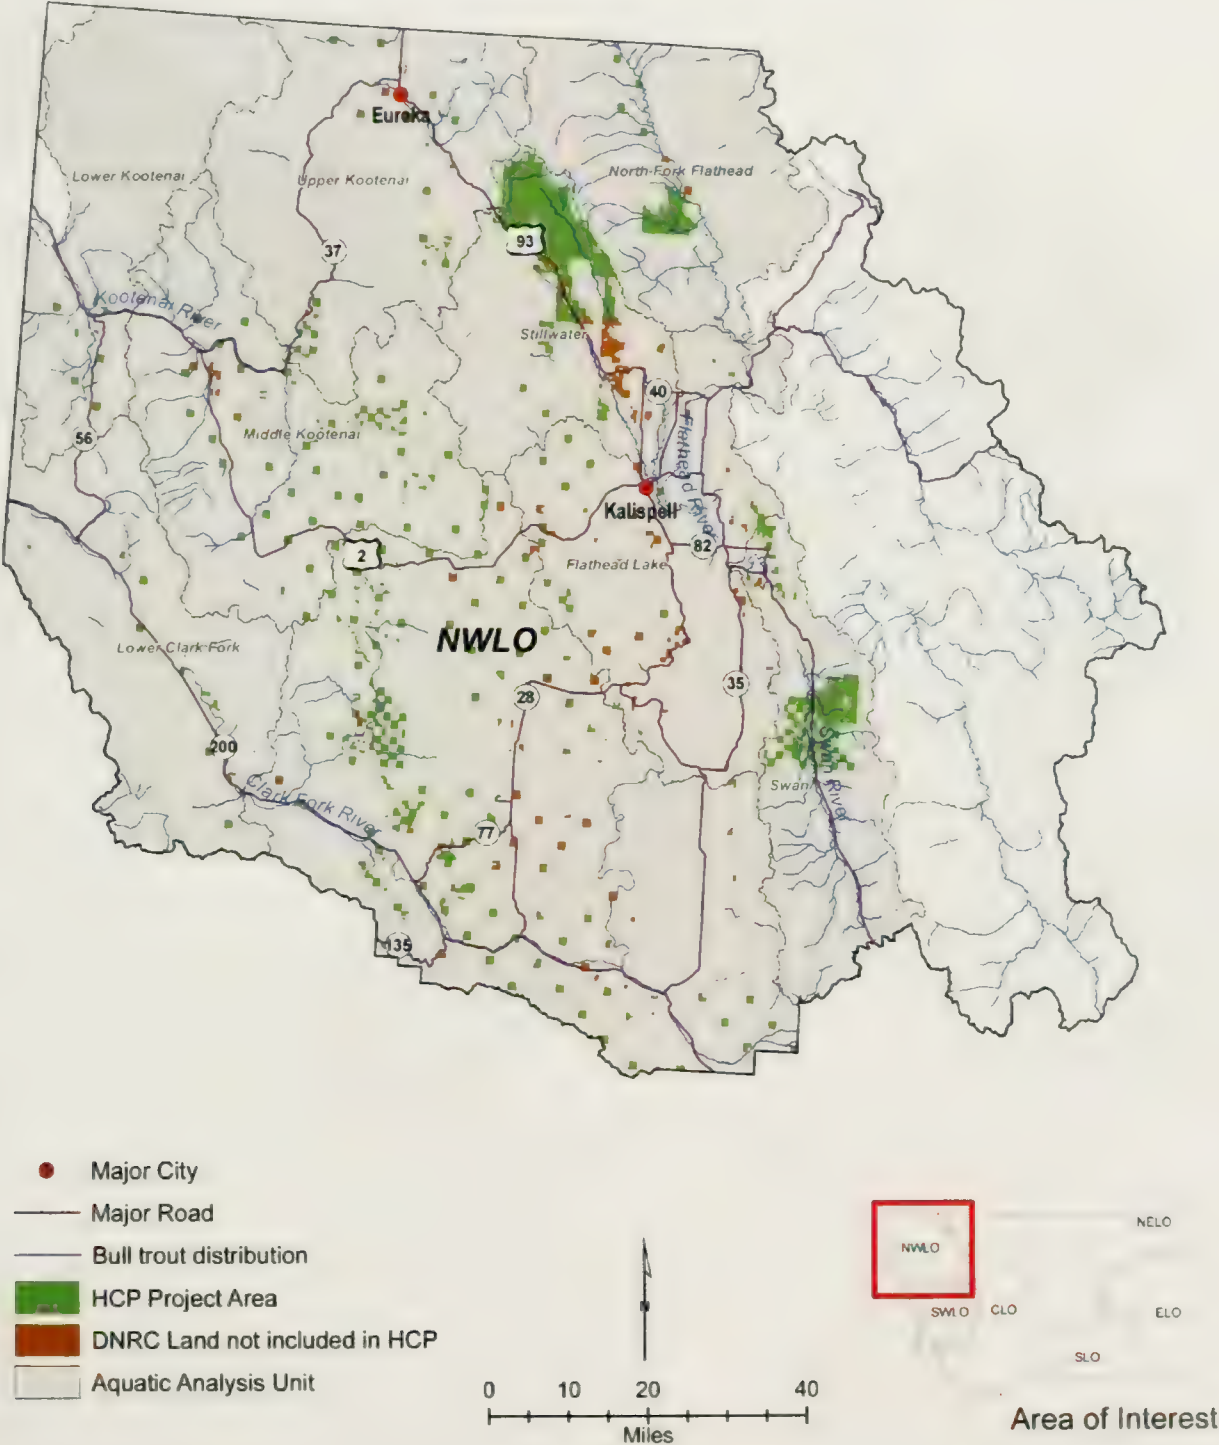 Eureka
Lower Kootenai
Upper Kootenai
North Fork Flathead
93
37
Kootenai River
Stillwater
40
56
Middle Kootenai
Flathead River
Kalispell
2
82
Flathead Lake
NWLO
Lower Clark Fork
28
35
200
Swan River
Clark Fork River
Swan
77
135
Major City
Major Road
Bull trout distribution
HCP Project Area
DNRC Land not included in HCP
Aquatic Analysis Unit
0 10 20 40
Miles
NELO
NWLO
SWLO CLO ELO
SLO
Area of Interest